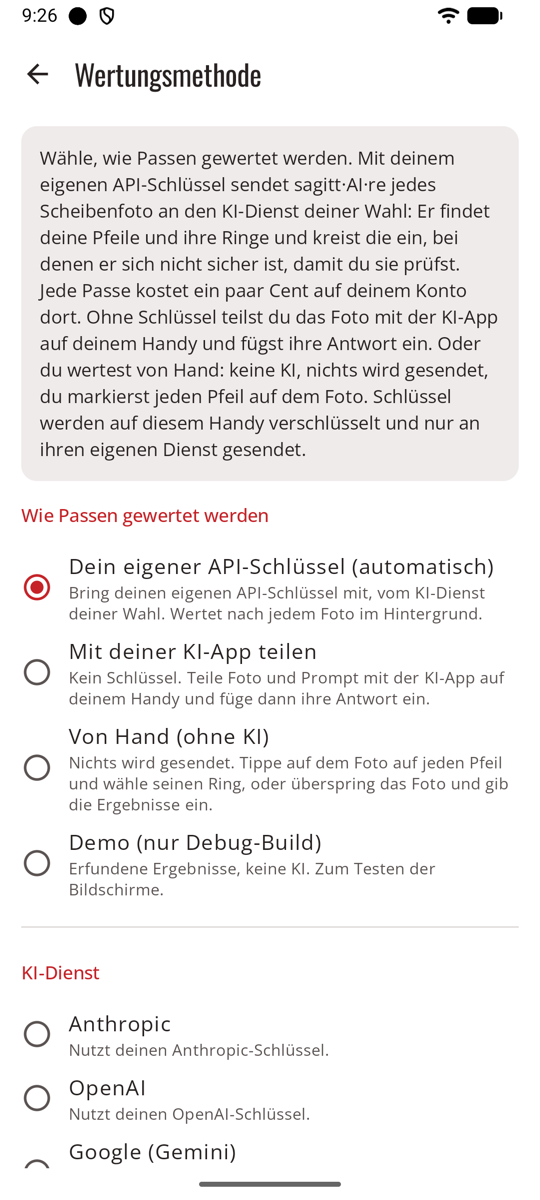 9:26
Wertungsmethode
Wähle, wie Passen gewertet werden. Mit deinem
eigenen API-Schlüssel sendet sagitt·AI·re jedes
Scheibenfoto an den KI-Dienst deiner Wahl: Er findet
deine Pfeile und ihre Ringe und kreist die ein, bei
denen er sich nicht sicher ist, damit du sie prüfst.
Jede Passe kostet ein paar Cent auf deinem Konto
dort. Ohne Schlüssel teilst du das Foto mit der KI-App
auf deinem Handy und fügst ihre Antwort ein. Oder
du wertest von Hand: keine KI, nichts wird gesendet,
du markierst jeden Pfeil auf dem Foto. Schlüssel
werden auf diesem Handy verschlüsselt und nur an
ihren eigenen Dienst gesendet.
Wie Passen gewertet werden
Dein eigener API-Schlüssel (automatisch)
Bring deinen eigenen API-Schlüssel mit, vom KI-Dienst
deiner Wahl. Wertet nach jedem Foto im Hintergrund.
Mit deiner KI-App teilen
Kein Schlüssel. Teile Foto und Prompt mit der KI-App auf
deinem Handy und füge dann ihre Antwort ein.
Von Hand (ohne KI)
Nichts wird gesendet. Tippe auf dem Foto auf jeden Pfeil
und wähle seinen Ring, oder überspring das Foto und gib
die Ergebnisse ein.
Demo (nur Debug-Build)
Erfundene Ergebnisse, keine KI. Zum Testen der
Bildschirme.
KI-Dienst
Anthropic
Nutzt deinen Anthropic-Schlüssel.
OpenAI
Nutzt deinen OpenAI-Schlüssel.
Google (Gemini)